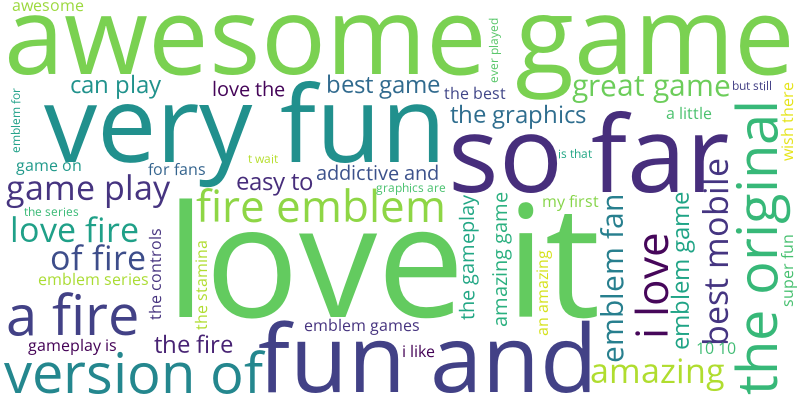 awesome
awesome game
ever played
can play
love the
best game
the best
great game
but still
emblem for
very fun
the graphics
a little
wish there
so far
game on
for fans
t wait
addictive and
is that
the original
game play
easy to
graphics are
best mobile
fire emblem
love it
the series
love fire
of fire
the controls
the stamina
emblem series
the gameplay
amazing game
my first
an amazing
emblem fan
i love
emblem game
super fun
a fire
emblem games
gameplay is
the fire
fun and
i like
10 10
version of
amazing